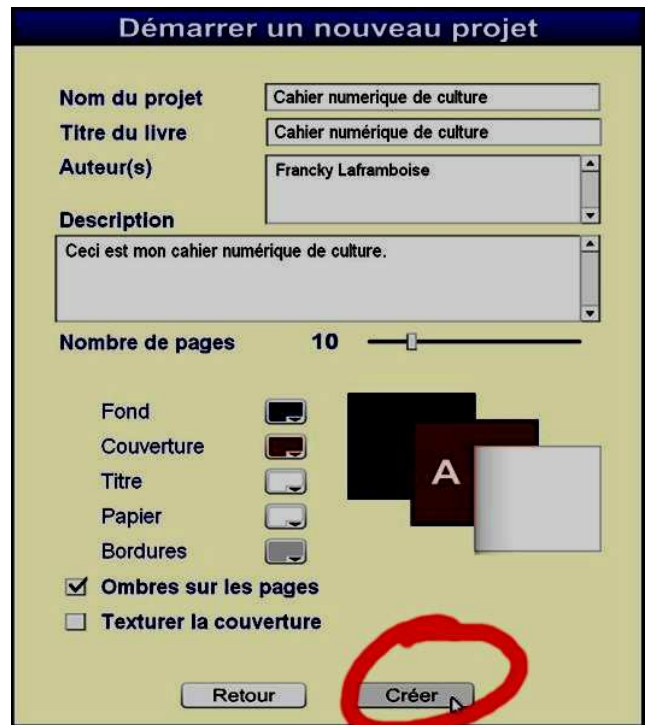 Démarrer un nouveau projet
Nom du projet Cahier numerique de culture
Titre du livre Cahier numérique de culture
Auteur(s) Francky Laframboise
Description
Ceci est mon cahier numérique de culture.
Nombre de pages 10
Fond
Couverture
A
Titre
Papier
Bordures
Ombres sur les pages
Texturer la couverture
Retour Créer